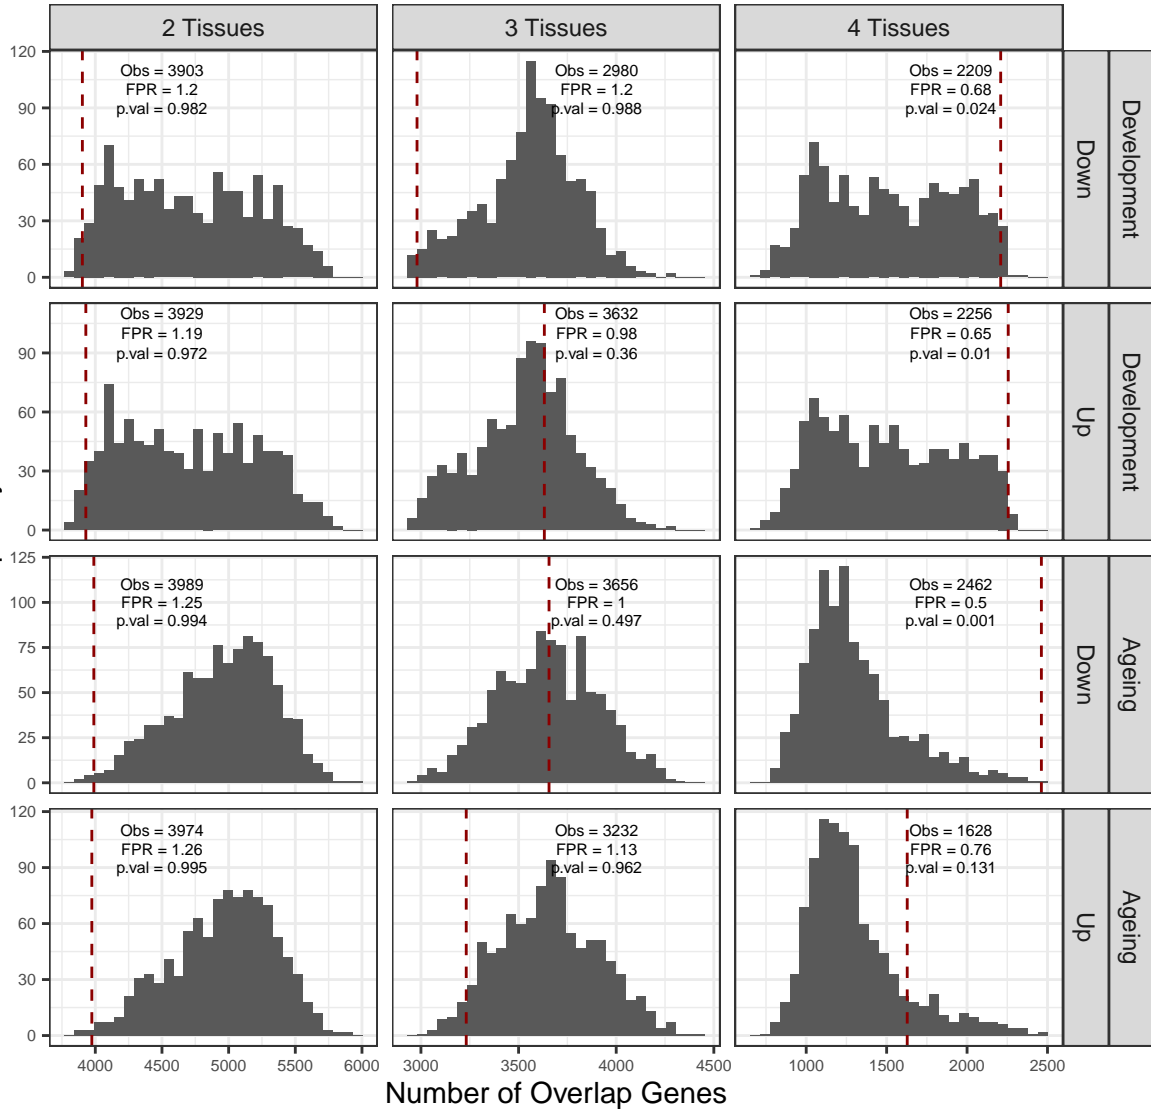 2 Tissues
3 Tissues
4 Tissues
120
90
60
30
0
Obs = 3903
FPR = 1.2
p.val = 0.982
Obs = 2980
FPR = 1.2
p.val = 0.988
Obs = 2209
FPR = 0.68
p.val = 0.024
Down
Development
90
60
30
0
Obs = 3929
FPR = 1.19
p.val = 0.972
Obs = 3632
FPR = 0.98
p.val = 0.36
Obs = 2256
FPR = 0.65
p.val = 0.01
Up
Development
125
100
75
50
25
0
Obs = 3989
FPR = 1.25
p.val = 0.994
Obs = 3656
FPR = 1
p.val = 0.497
Obs = 2462
FPR = 0.5
p.val = 0.001
Down
Ageing
120
90
60
30
0
Obs = 3974
FPR = 1.26
p.val = 0.995
Obs = 3232
FPR = 1.13
p.val = 0.962
Obs = 1628
FPR = 0.76
p.val = 0.131
Up
Ageing
4000 4500 5000 5500 6000
3000 3500 4000 4500
1000 1500 2000 2500
Number of Overlap Genes